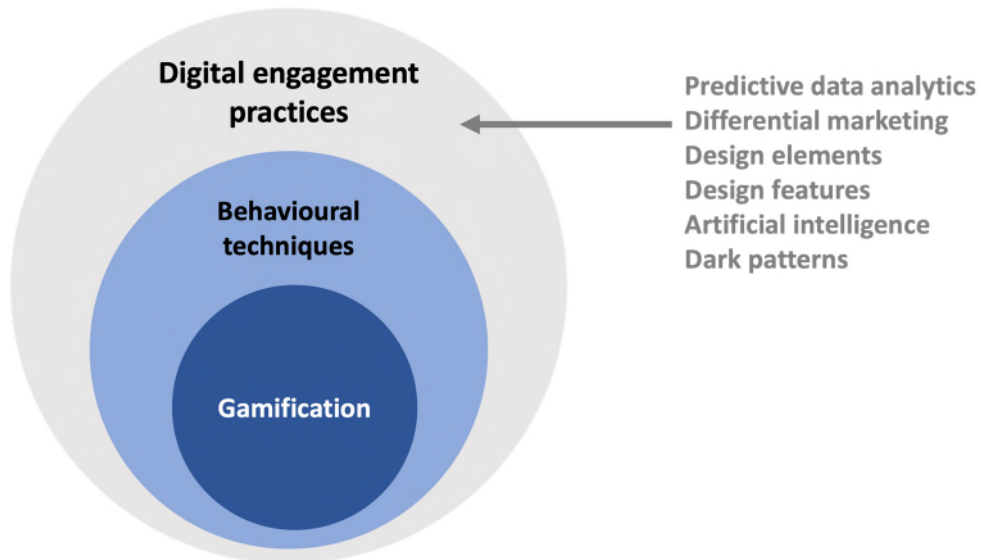 Digital engagement
practices
Behavioural
techniques
Gamification
Predictive data analytics
Differential marketing
Design elements
Design features
Artificial intelligence
Dark patterns